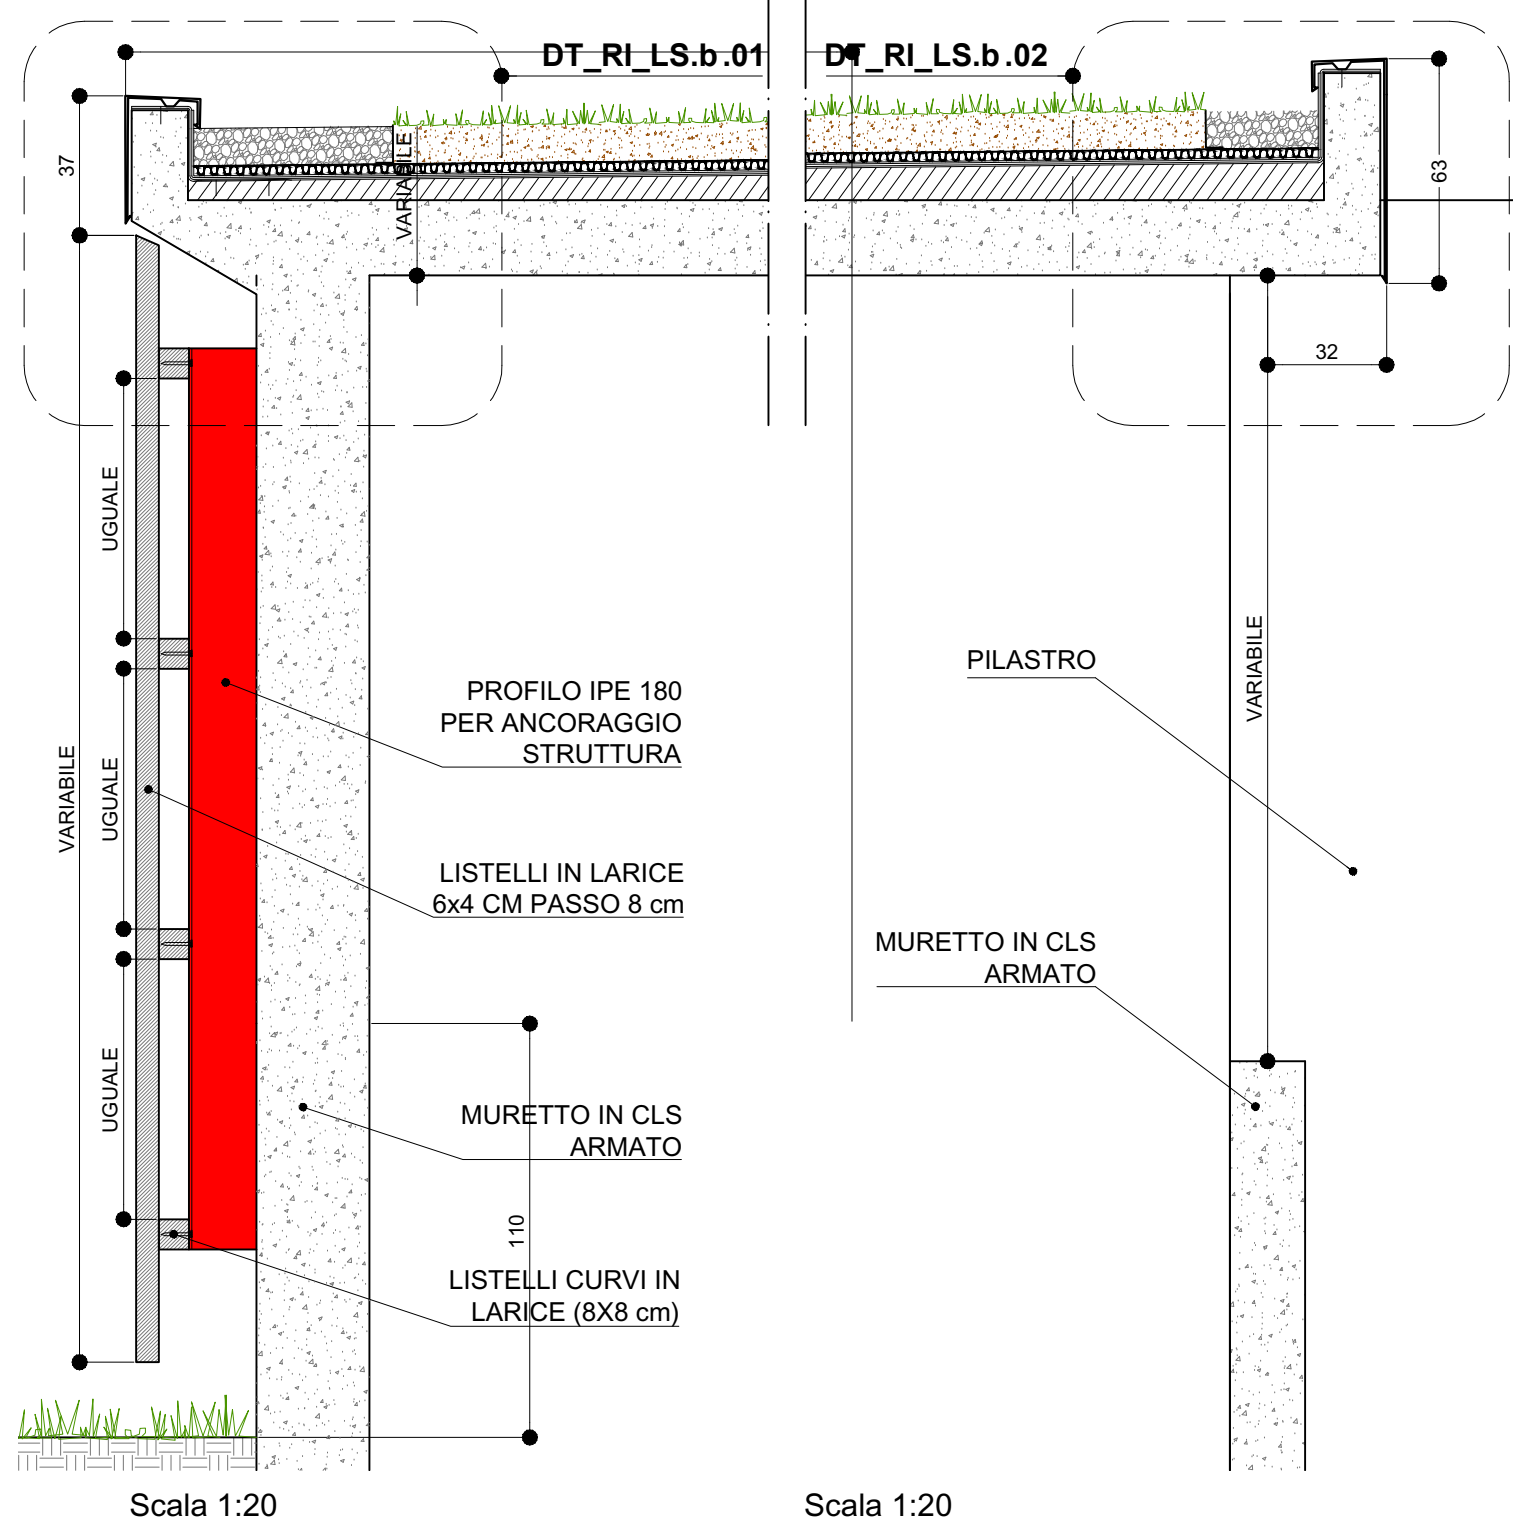 DT_RI_LS.b.01
DT_RI_LS.b.02
37
VARIABILE
63
32
UGUALE
VARIABILE
PROFILO IPE 180
PER ANCORAGGIO
STRUTTURA
PILASTRO
VARIABILE
UGUALE
LISTELLI IN LARICE
6x4 CM PASSO 8 cm
MURETTO IN CLS
ARMATO
UGUALE
MURETTO IN CLS
ARMATO
110
LISTELLI CURVI IN
LARICE (8X8 cm)
Scala 1:20
Scala 1:20